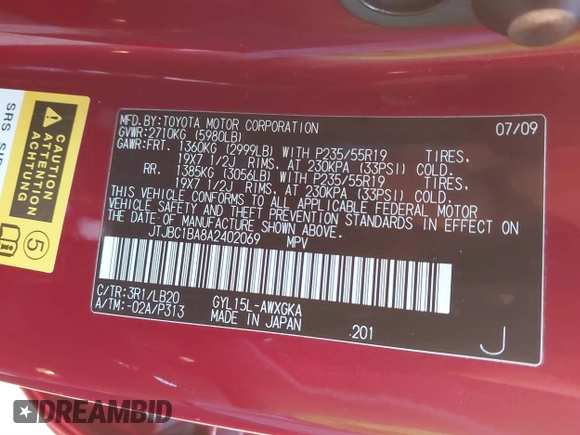 MFD. BY: TOYOTA MOTOR CORPORATION 07/09
GVWR: 2710KG (5980LB)
GAWR: FRT. 1360KG (2999LB) WITH P235/55R19 TIRES,
19X7 1/2J RIMS, AT 230KPA (33PSI) COLD.
RR. 1385KG (3056LB) WITH P235/55R19 TIRES,
19X7 1/2J RIMS, AT 230KPA (33PSI) COLD.
THIS VEHICLE CONFORMS TO ALL APPLICABLE FEDERAL MOTOR
VEHICLE SAFETY AND THEFT PREVENTION STANDARDS IN EFFECT ON
THE DATE OF MANUFACTURE SHOWN ABOVE.
JTJBC1BA8A2402069 MPV
C/TR: 3R1/LB20 GYL15L-AWXGKA
A/TM: -02A/P313 MADE IN JAPAN
201
J
SRS
5
DREAMBID